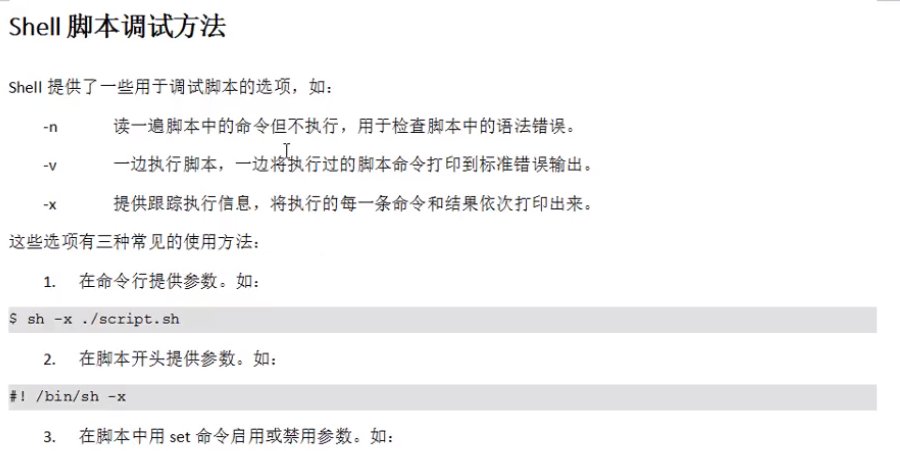 Shell 脚本调试方法
Shell 提供了一些用于调试脚本的选项，如：
-n 读一遍脚本中的命令但不执行，用于检查脚本中的语法错误。
-v 一边执行脚本，一边将执行过的脚本命令打印到标准错误输出。
-x 提供跟踪执行信息，将执行的每一条命令和结果依次打印出来。
这些选项有三种常见的使用方法：
1. 在命令行提供参数。如：
$ sh -x ./script.sh
2. 在脚本开头提供参数。如：
#! /bin/sh -x
3. 在脚本中用 set 命令启用或禁用参数。如：